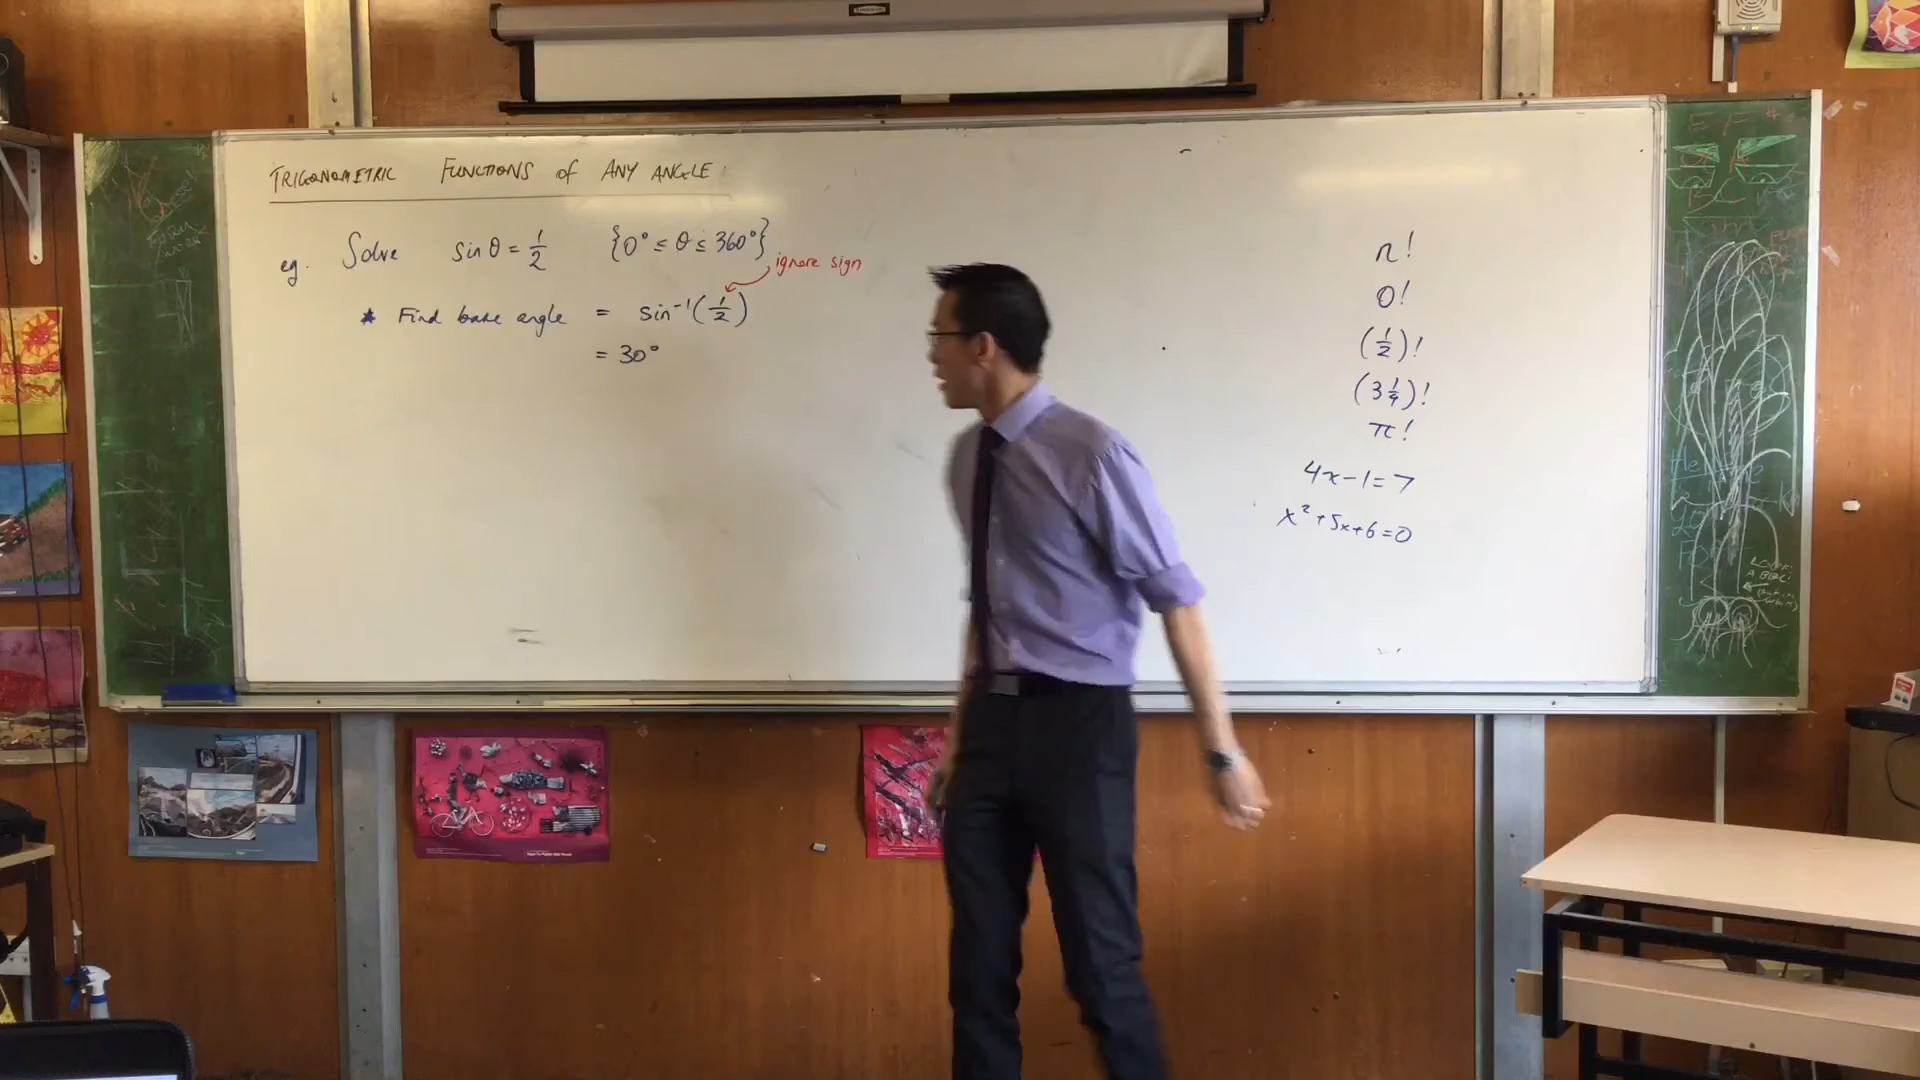 TRIGONOMETRIC FUNCTIONS of ANY ANGLE
eg. Solve sin θ = 1/2 {0° ≤ θ ≤ 360°}
ignore sign
* Find base angle = sin⁻¹(1/2)
= 30°
n!
0!
(1/2)!
(3 1/4)!
π!
4x-1=7
x²+5x+6=0